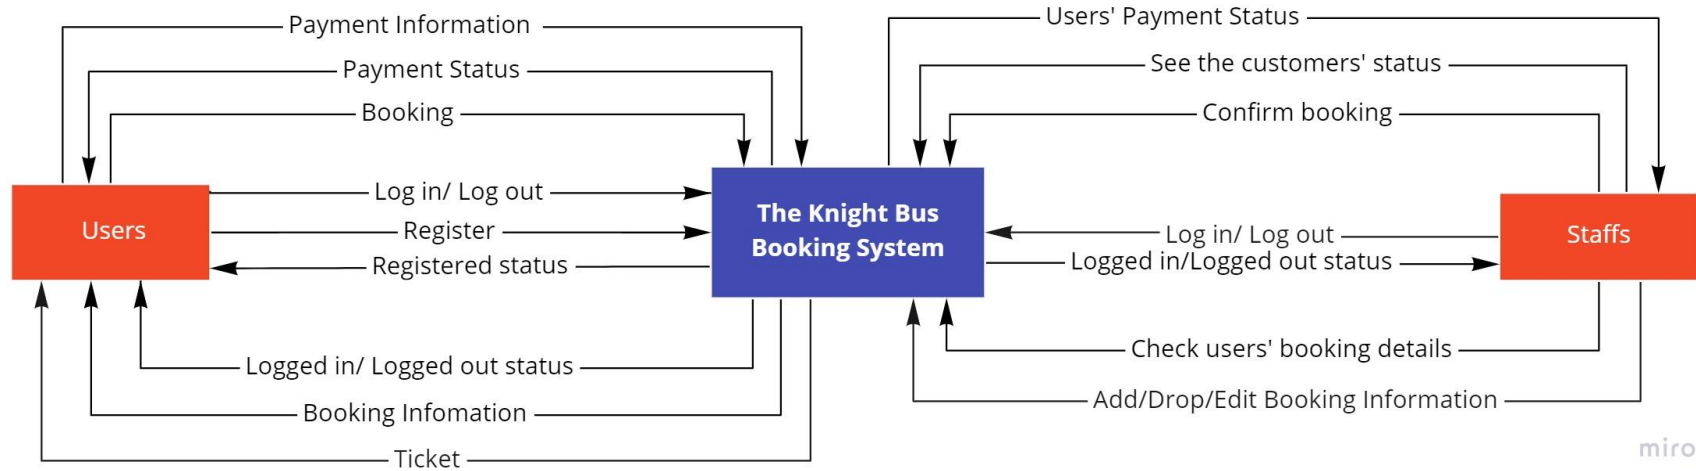 Payment Information
Users' Payment Status
Payment Status
See the customers' status
Booking
Confirm booking
Log in/ Log out
Users
Register
The Knight Bus
Booking System
Log in/ Log out
Staffs
Registered status
Logged in/Logged out status
Logged in/ Logged out status
Check users' booking details
Booking Infomation
Add/Drop/Edit Booking Information
Ticket
miro